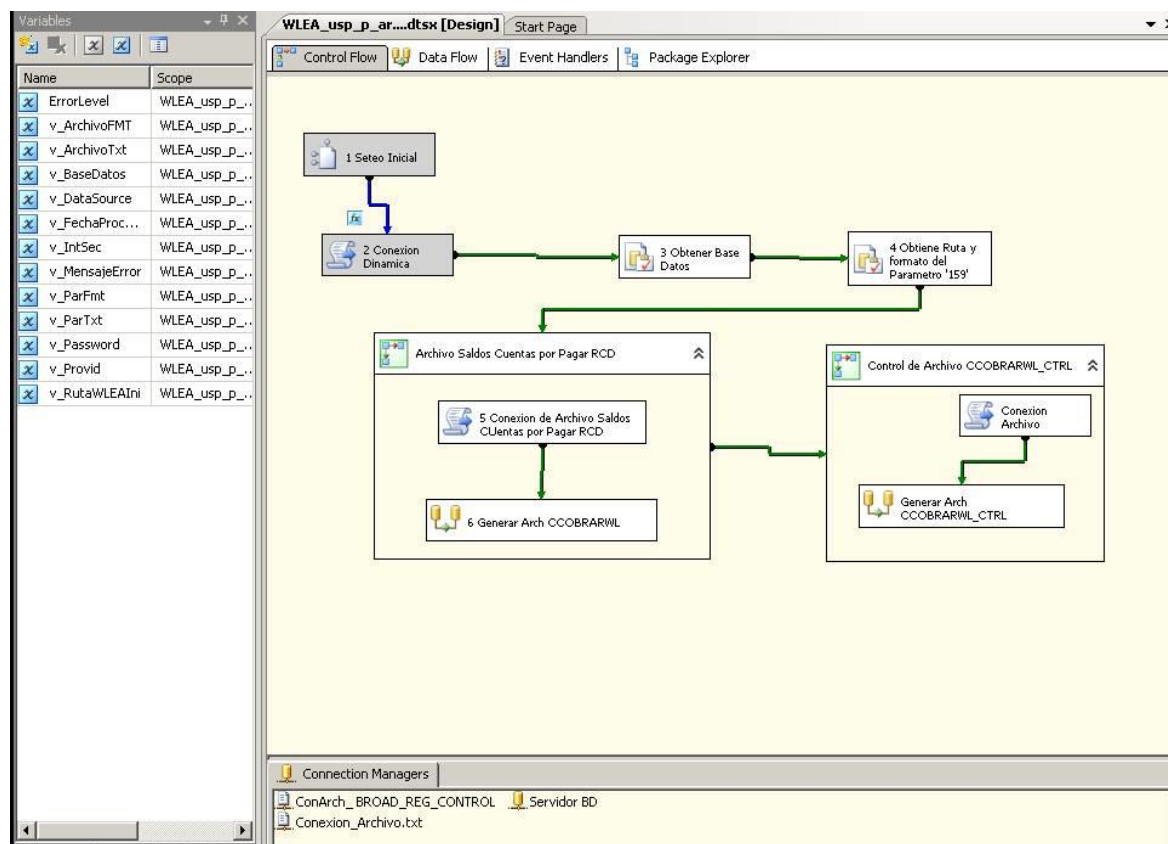 Variables
Name Scope
ErrorLevel WLEA_usp_p_...
v_ArchivoFMT WLEA_usp_p_...
v_ArchivoTxt WLEA_usp_p_...
v_BaseDatos WLEA_usp_p_...
v_DataSource WLEA_usp_p_...
v_FechaProc... WLEA_usp_p_...
v_IntSec WLEA_usp_p_...
v_MensajeError WLEA_usp_p_...
v_ParFmt WLEA_usp_p_...
v_ParTxt WLEA_usp_p_...
v_Password WLEA_usp_p_...
v_Provid WLEA_usp_p_...
v_RutaWLEAIni WLEA_usp_p_...
WLEA_usp_p_ar....dtsx [Design] Start Page
Control Flow Data Flow Event Handlers Package Explorer
1 Seteo Inicial
fx
2 Conexion
Dinamica
3 Obtener Base
Datos
4 Obtiene Ruta y
formato del
Parametro '159'
Archivo Saldos Cuentas por Pagar RCD
5 Conexion de Archivo Saldos
CUentas por Pagar RCD
6 Generar Arch CCOBRARWL
Control de Archivo CCOBRARWL_CTRL
Conexion
Archivo
Generar Arch
CCOBRARWL_CTRL
Connection Managers
ConArch_ BROAD_REG_CONTROL Servidor BD
Conexion_Archivo.txt